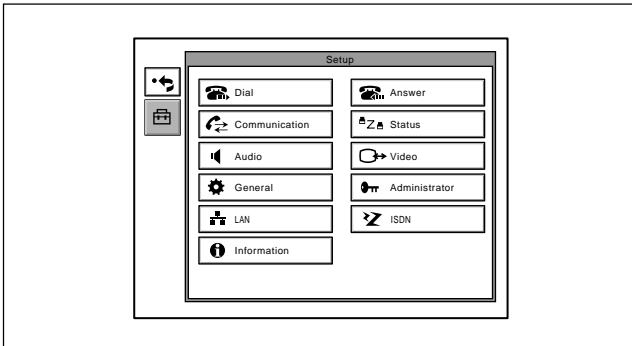 Setup
Dial
Answer
Communication
Status
Audio
Video
General
Administrator
LAN
ISDN
Information